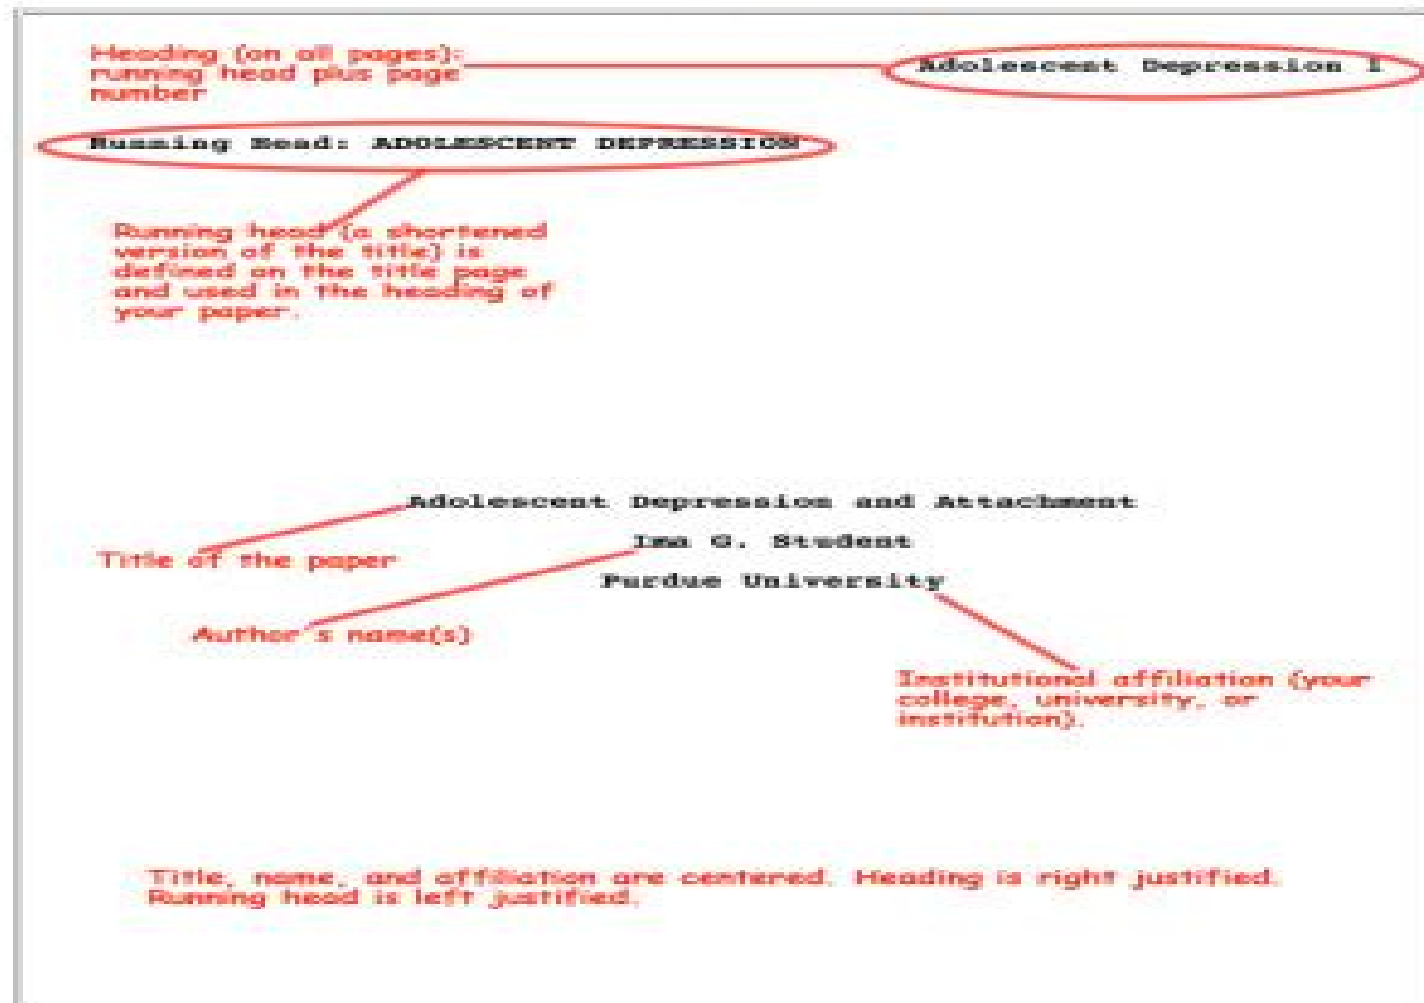 Heading (on all pages):
running head plus page
number
Adolescent Depression 1
Running Head: ADOLESCENT DEPRESSION
Running head (a shortened
version of the title) is
defined on the title page
and used in the heading of
your paper.
Adolescent Depression and Attachment
Ima G. Student
Purdue University
Title of the paper
Author's name(s)
Institutional affiliation (your
college, university, or
institution).
Title, name, and affiliation are centered. Heading is right justified.
Running head is left justified.